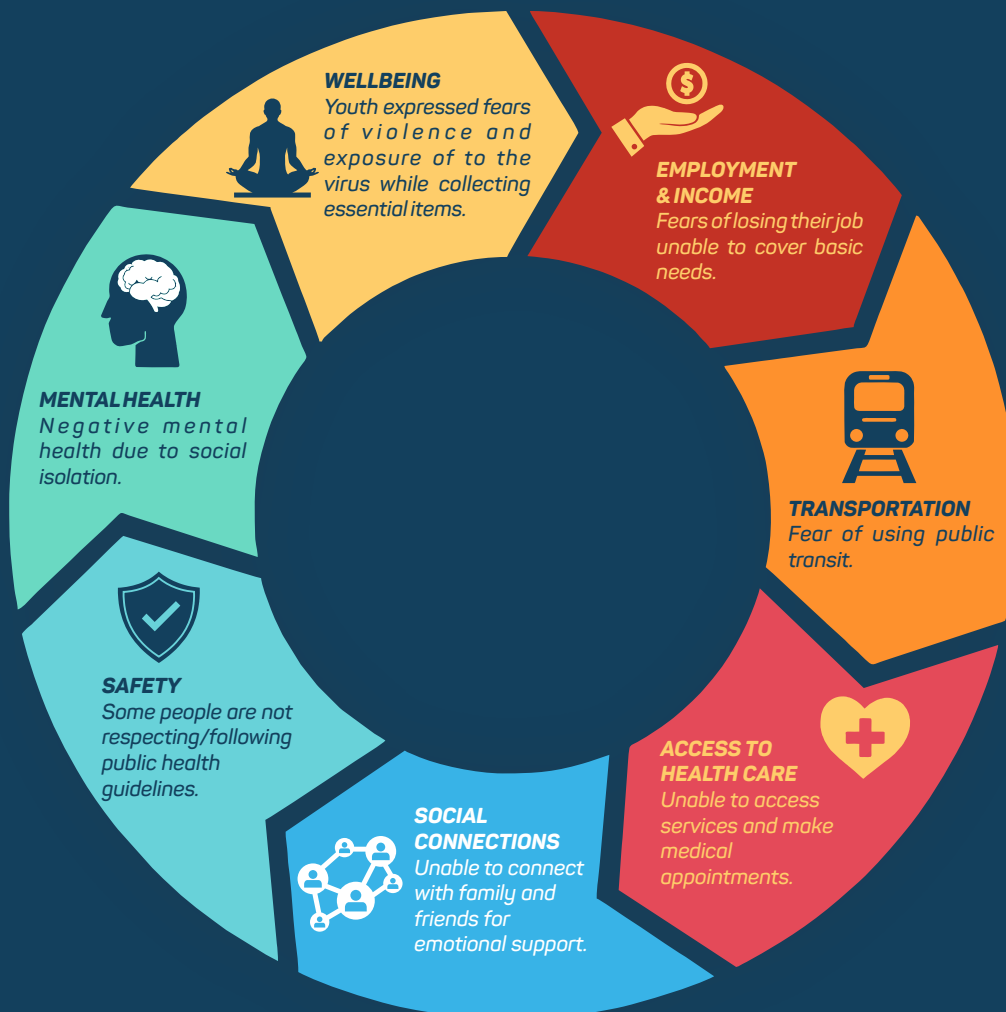 WELLBEING
Youth expressed fears
of violence and
exposure of to the
virus while collecting
essential items.
EMPLOYMENT
& INCOME
Fears of losing their job
unable to cover basic
needs.
TRANSPORTATION
Fear of using public
transit.
ACCESS TO
HEALTH CARE
Unable to access
services and make
medical
appointments.
SOCIAL
CONNECTIONS
Unable to connect
with family and
friends for
emotional support.
SAFETY
Some people are not
respecting/following
public health
guidelines.
MENTAL HEALTH
Negative mental
health due to social
isolation.